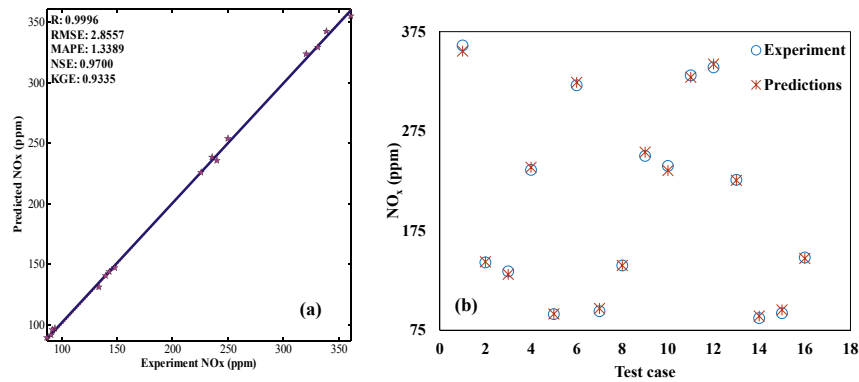 R: 0.9996
RMSE: 2.8557
MAPE: 1.3389
NSE: 0.9700
KGE: 0.9335
350
300
250
200
150
100
Predicted NOx (ppm)
100 150 200 250 300 350
Experiment NOx (ppm)
(a)
375
275
175
75
NOx (ppm)
Experiment
Predictions
(b)
0 2 4 6 8 10 12 14 16 18
Test case